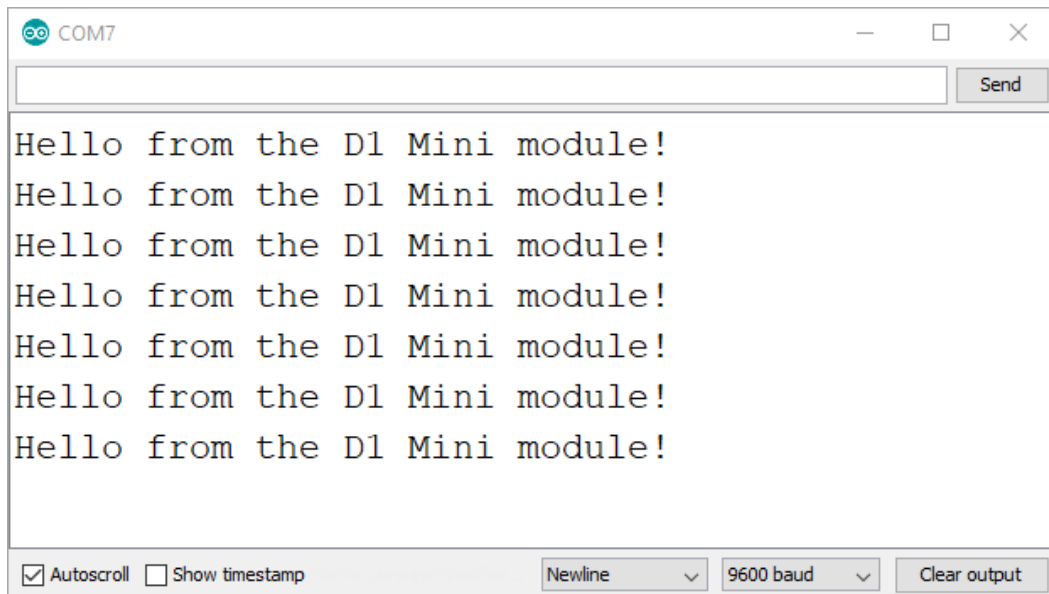 COM7
Send
Hello from the D1 Mini module!
Hello from the D1 Mini module!
Hello from the D1 Mini module!
Hello from the D1 Mini module!
Hello from the D1 Mini module!
Hello from the D1 Mini module!
Hello from the D1 Mini module!
Autoscroll Show timestamp Newline 9600 baud Clear output